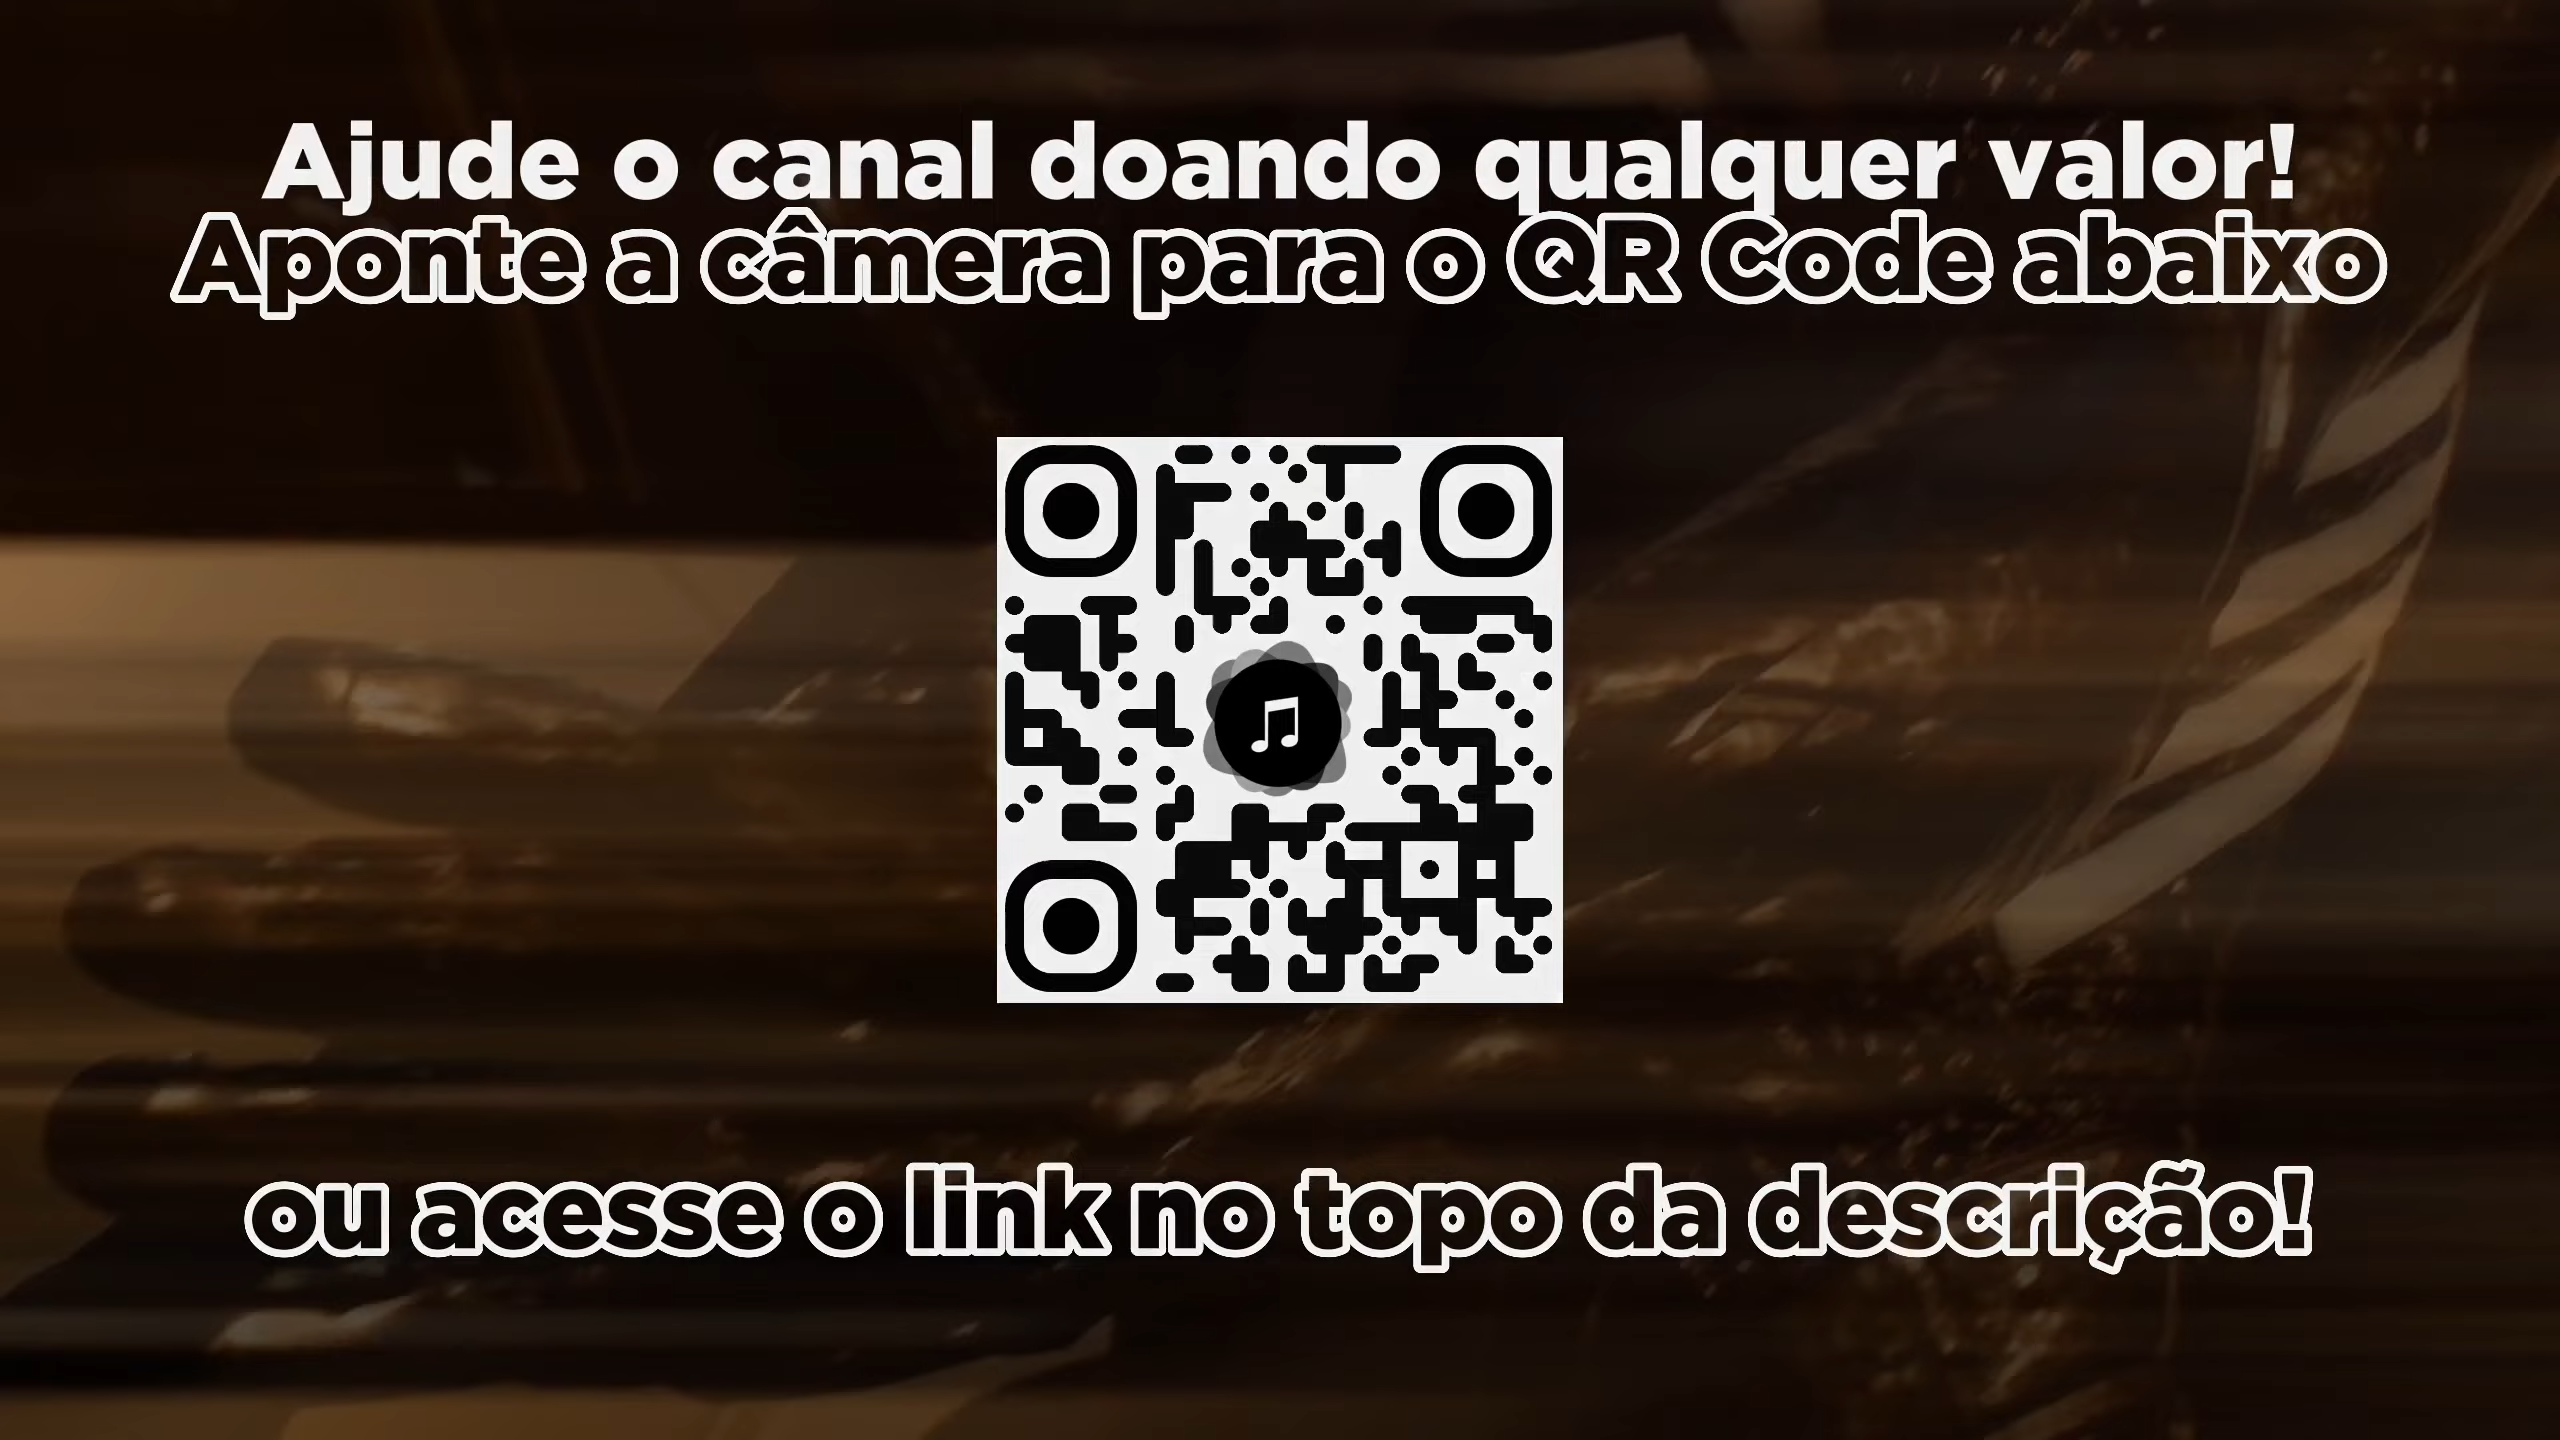 Ajude o canal doando qualquer valor!
Aponte a câmera para o QR Code abaixo
ou acesse o link no topo da descrição!